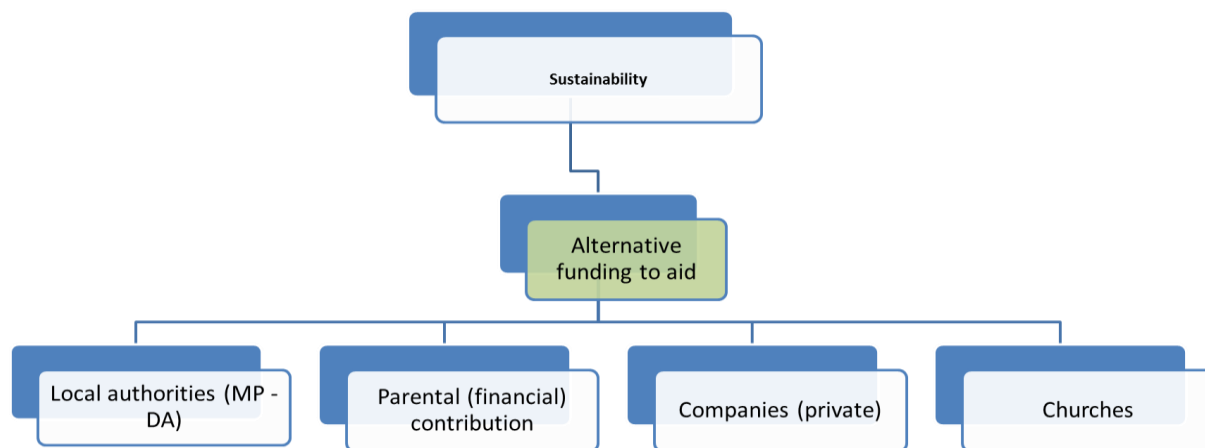 Sustainability
Alternative
funding to aid
Local authorities (MP -
DA)
Parental (financial)
contribution
Companies (private)
Churches